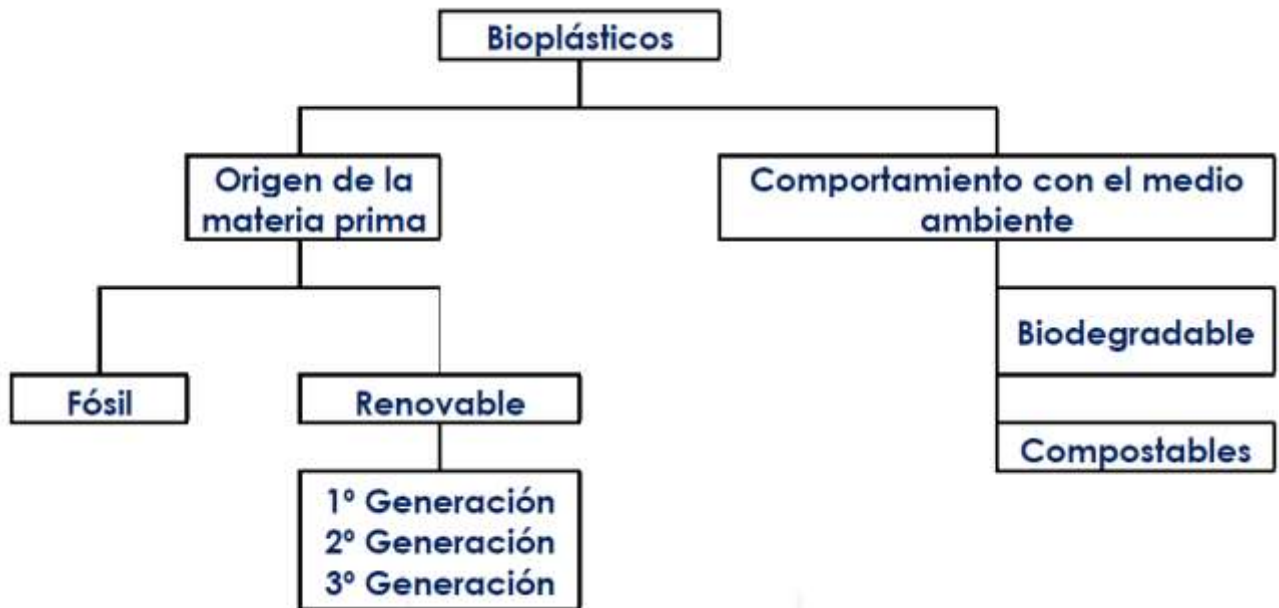 Bioplásticos
Origen de la
materia prima
Comportamiento con el medio
ambiente
Fósil
Renovable
1º Generación
2º Generación
3º Generación
Biodegradable
Compostables